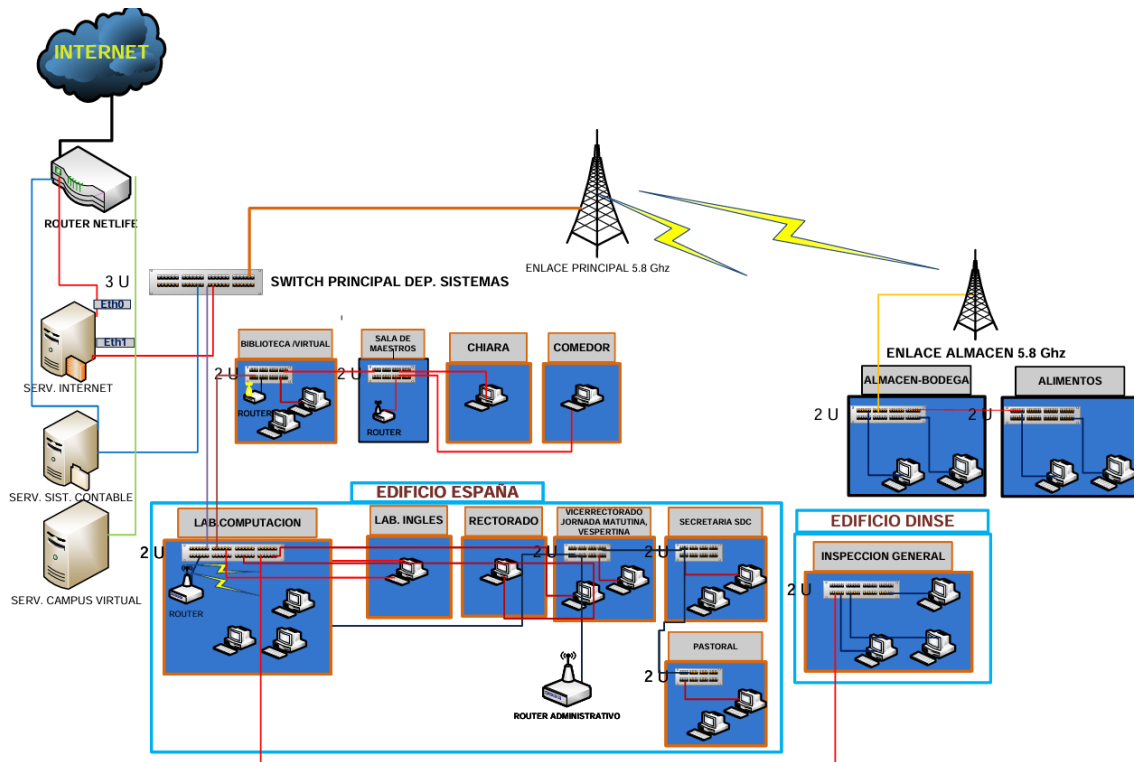 INTERNET
ROUTER NETLIFE
3 U
SWITCH PRINCIPAL DEP. SISTEMAS
ENLACE PRINCIPAL 5.8 Ghz
Eth0
Eth1
SERV. INTERNET
ENLACE ALMACEN 5.8 Ghz
BIBLIOTECA /VIRTUAL
2 U
ROUTER
SALA DE
MAESTROS
2 U
ROUTER
CHIARA
COMEDOR
ALMACEN-BODEGA
2 U
ALIMENTOS
2 U
SERV. SIST. CONTABLE
SERV. CAMPUS VIRTUAL
EDIFICIO ESPAÑA
LAB.COMPUTACION
2 U
ROUTER
LAB. INGLES
RECTORADO
VICERRECTORADO
JORNADA MATUTINA,
VESPERTINA
2 U
SECRETARIA SDC
2 U
PASTORAL
2 U
ROUTER ADMINISTRATIVO
EDIFICIO DINSE
INSPECCION GENERAL
2 U